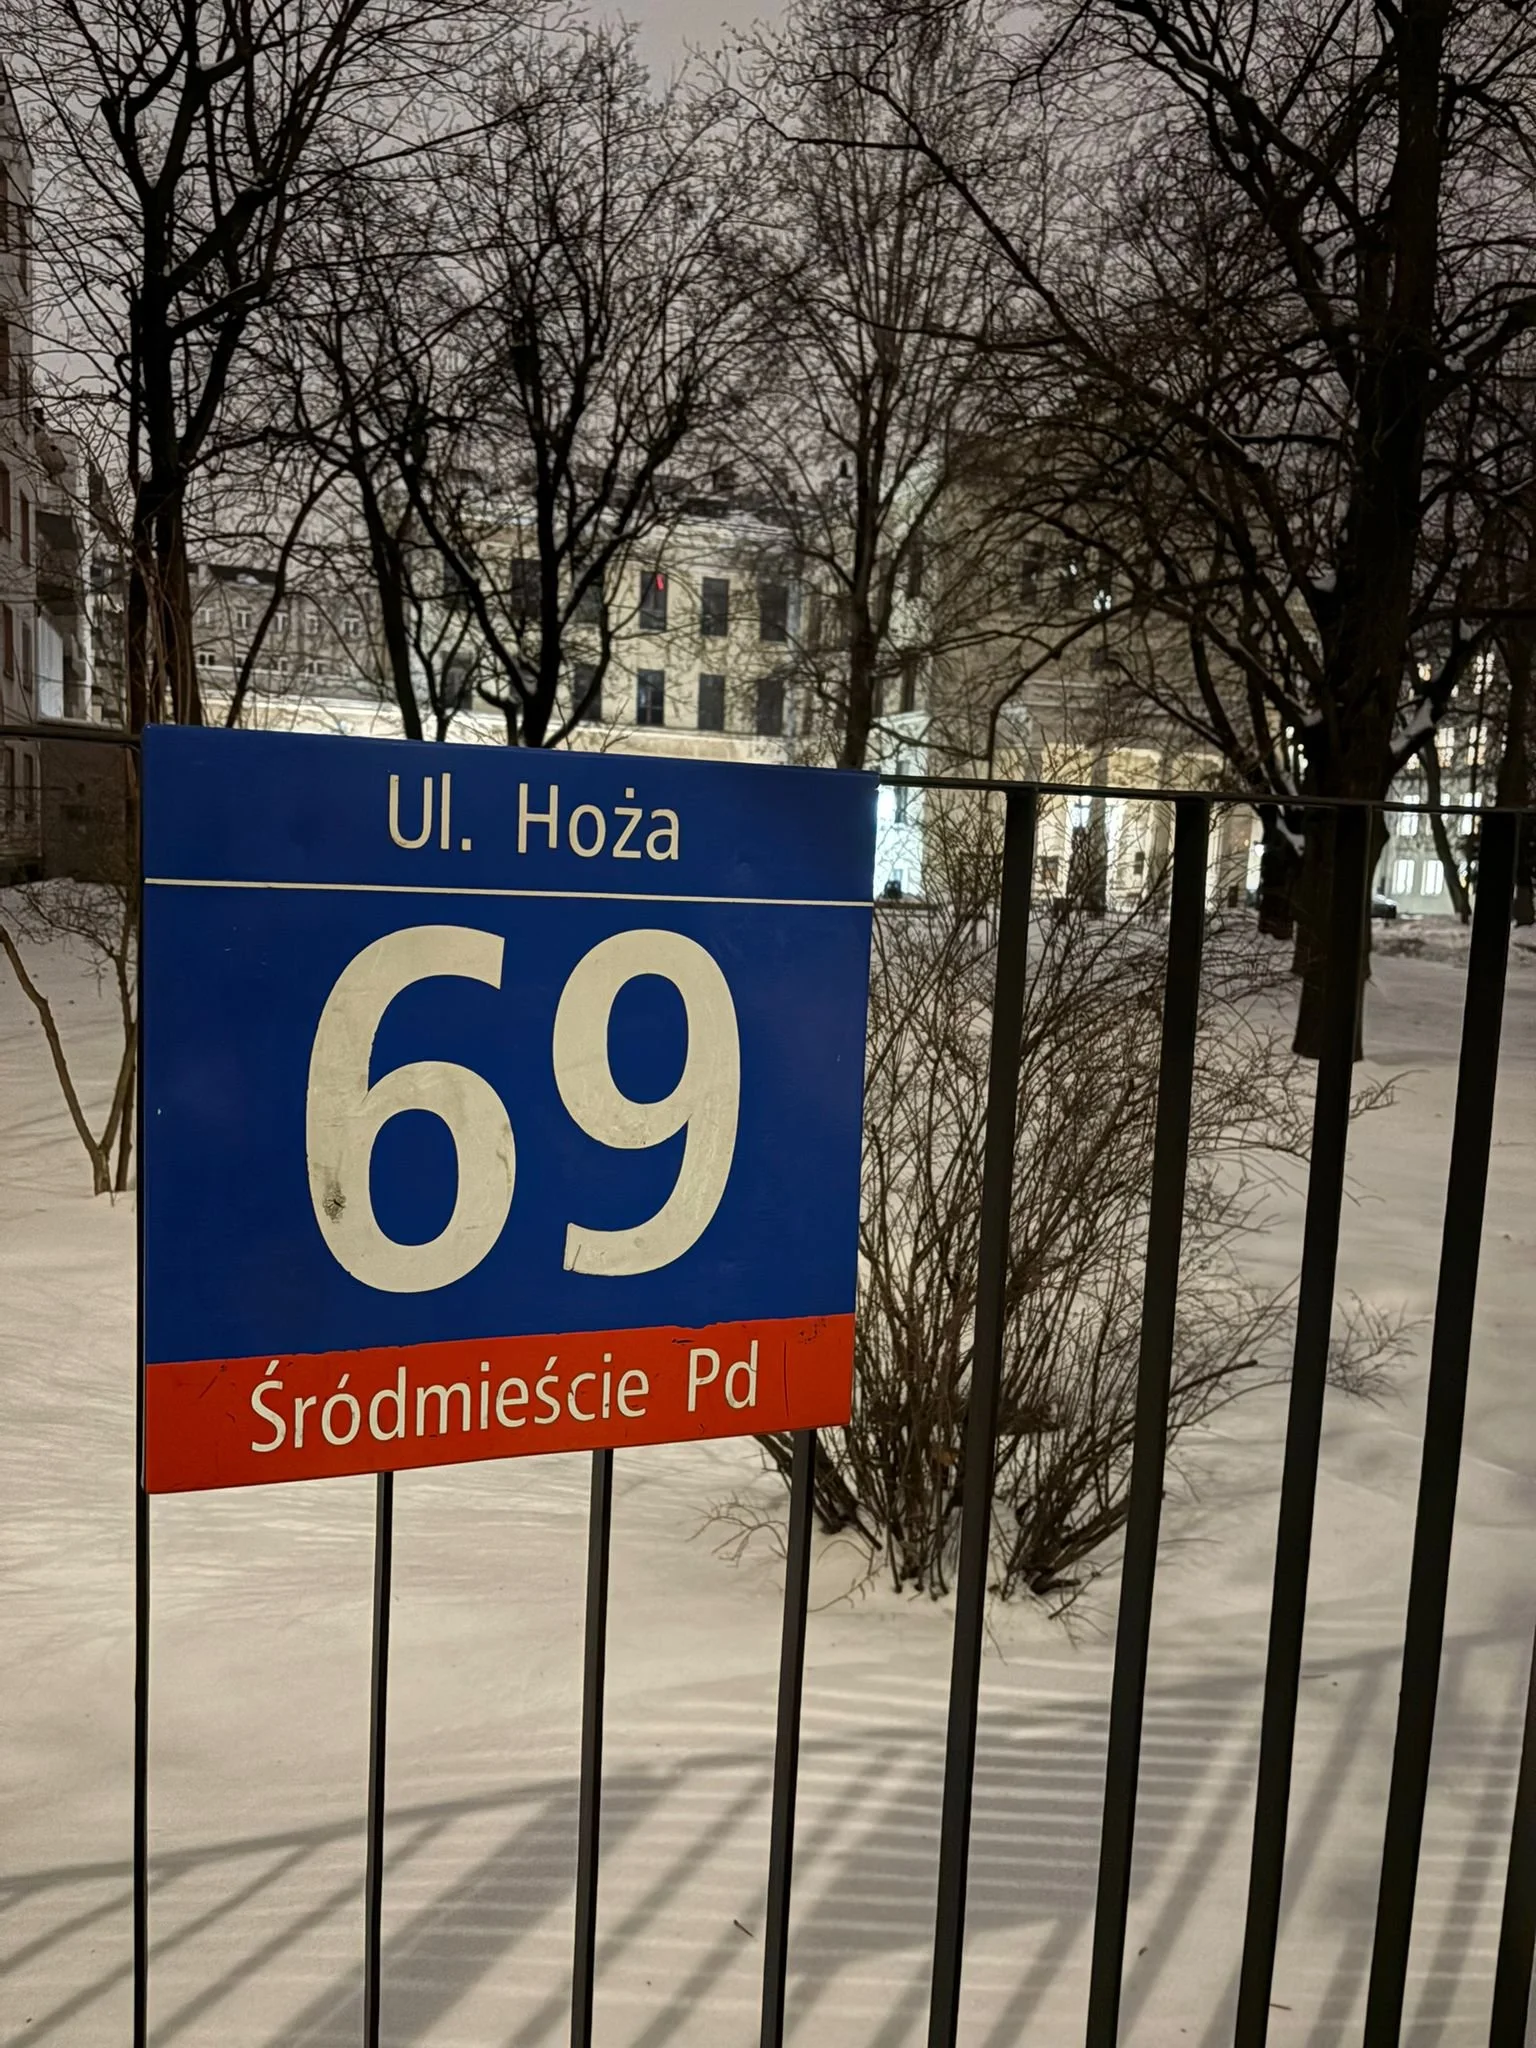 Ul. Hoża
69
Śródmieście Pd